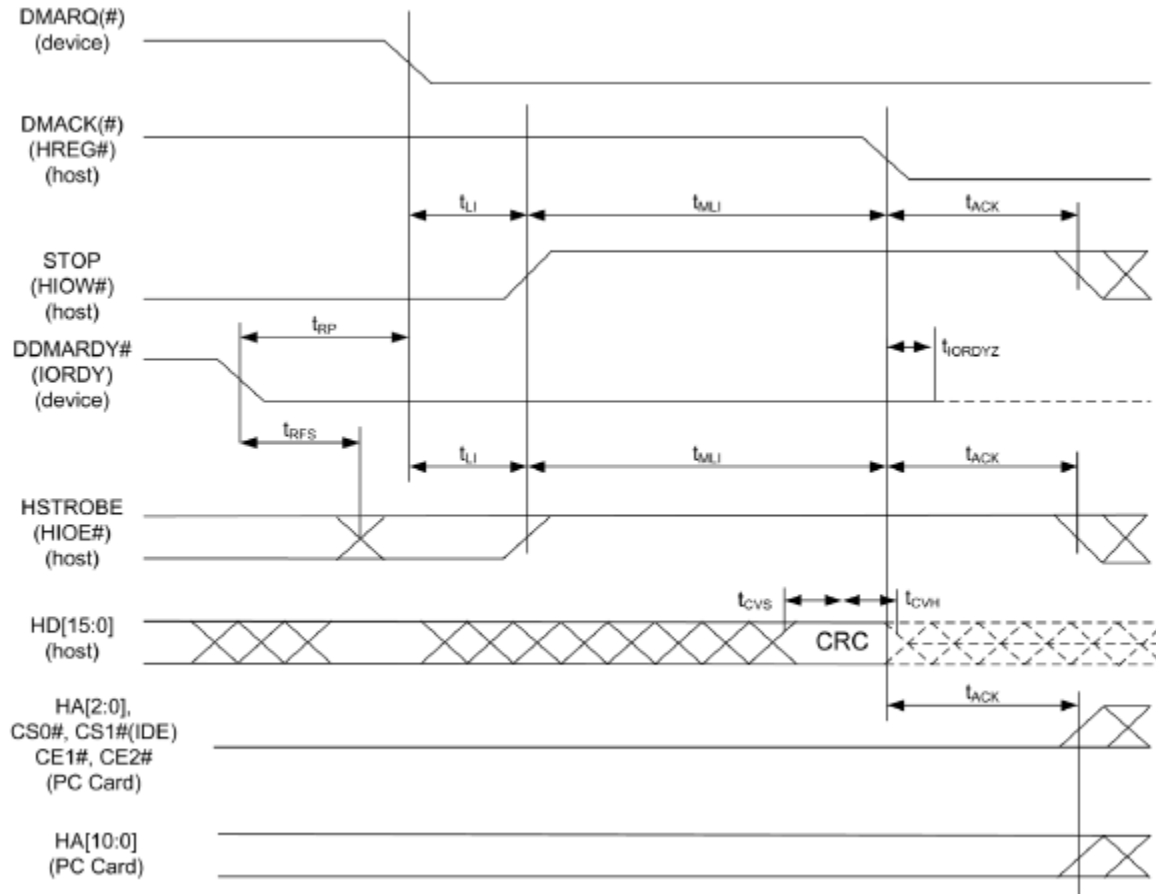 DMARQ(#)
(device)
DMACK(#)
(HREG#)
(host)
tLI
tMLI
tACK
STOP
(HIOW#)
(host)
tRP
DDMARDY#
(IORDY)
(device)
tIORDYZ
tRFS
tLI
tMLI
tACK
HSTROBE
(HIOE#)
(host)
tCVS
tCVH
HD[15:0]
(host)
CRC
HA[2:0],
CS0#, CS1#(IDE)
CE1#, CE2#
(PC Card)
tACK
HA[10:0]
(PC Card)